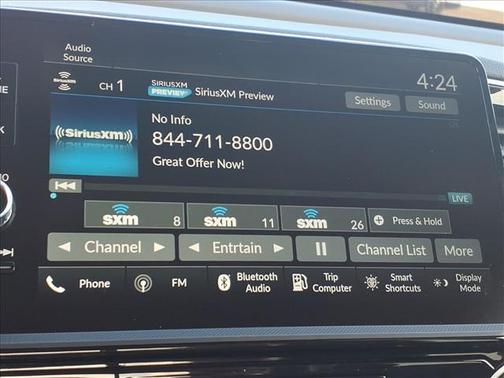 Audio
Source
SIRIUSXM
CH 1
SIRIUSXM
PREVIEW
SiriusXM Preview
4:24
Settings
Sound
((SiriusXM))
No Info
844-711-8800
Great Offer Now!
LIVE
sxm 8
sxm 11
sxm 26
Press & Hold
Channel
Entrtain
Channel List
More
Phone
FM
Bluetooth
Audio
Trip
Computer
Smart
Shortcuts
Display
Mode